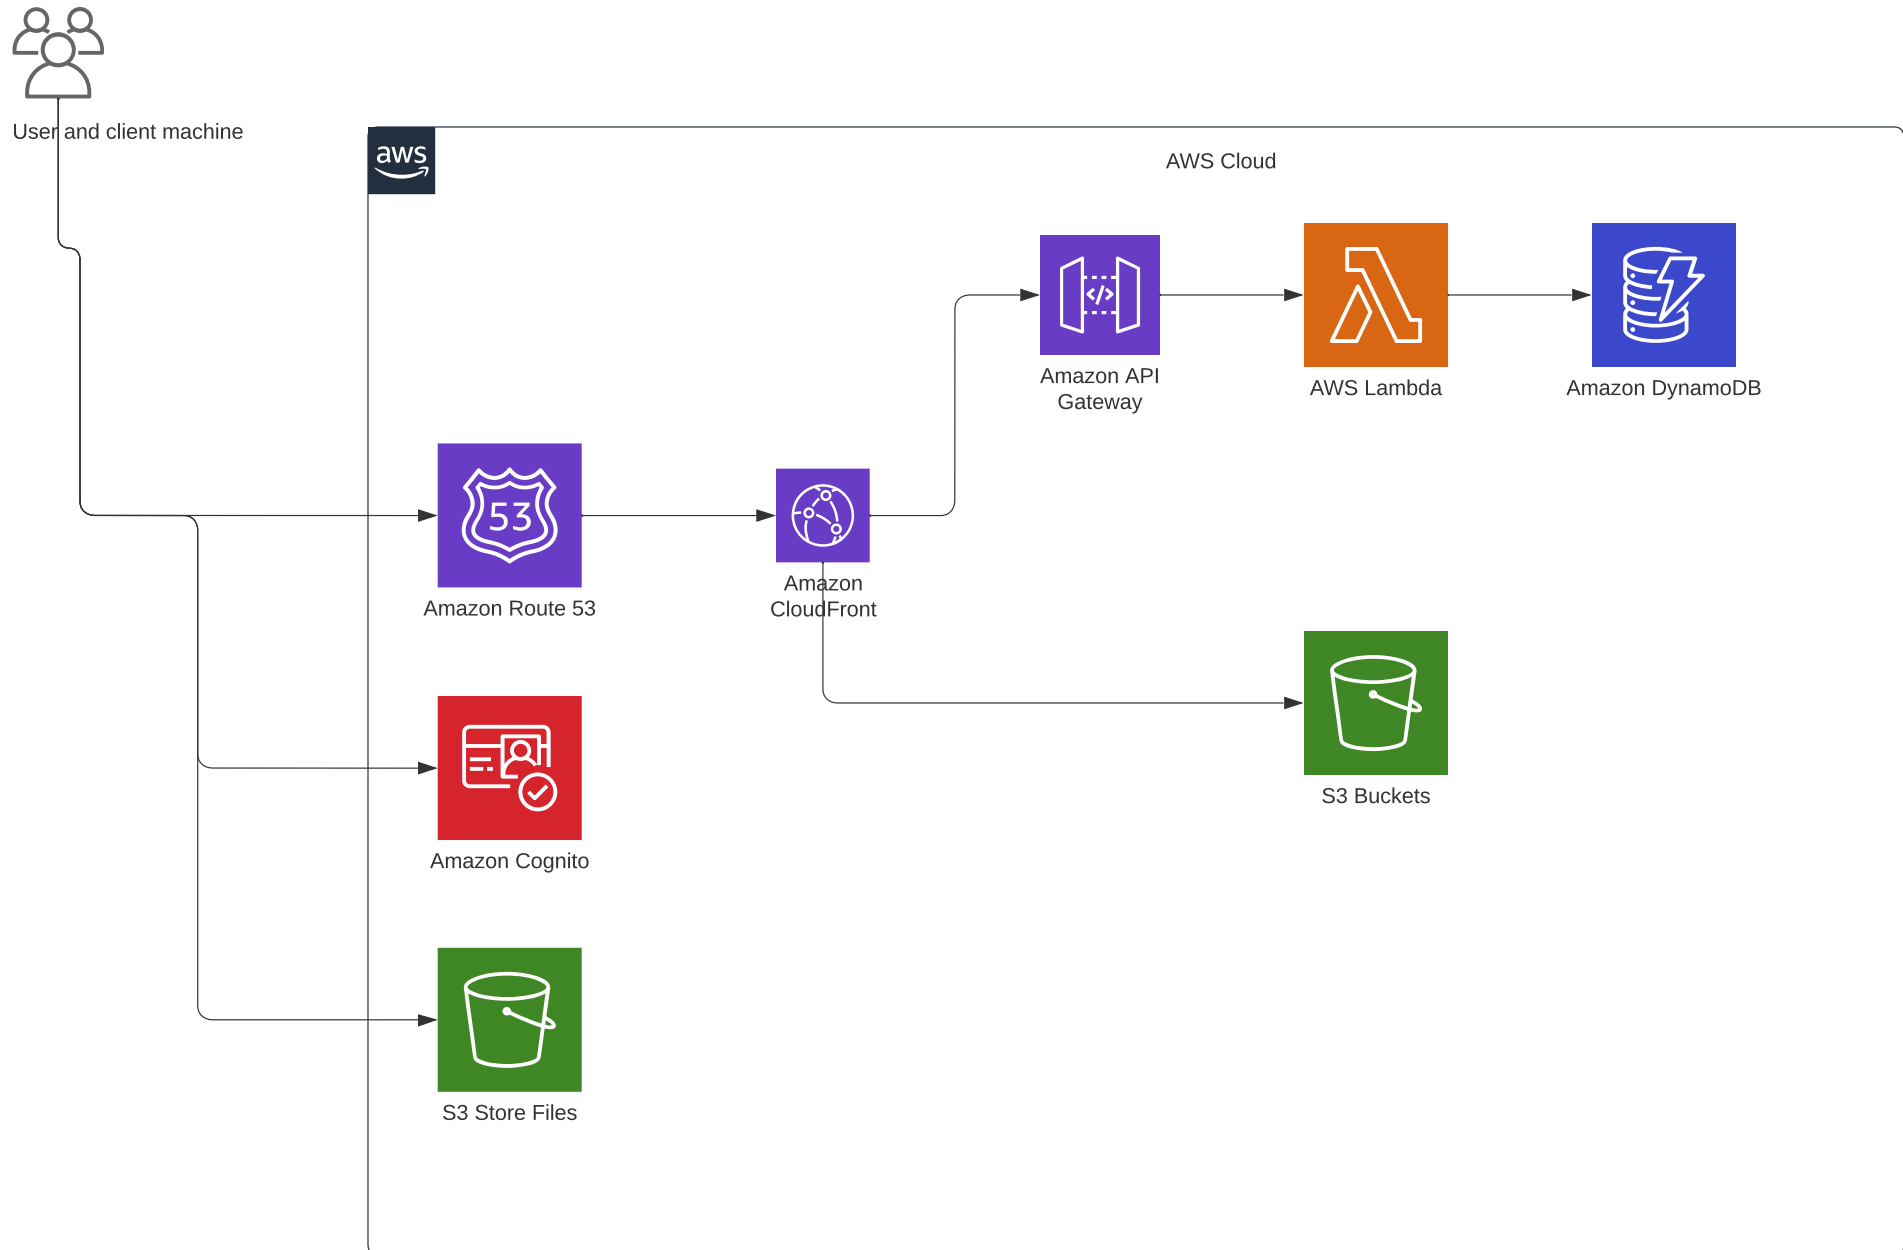 User and client machine
aws
AWS Cloud
Amazon API
Gateway
AWS Lambda
Amazon DynamoDB
53
Amazon Route 53
Amazon
CloudFront
S3 Buckets
Amazon Cognito
S3 Store Files